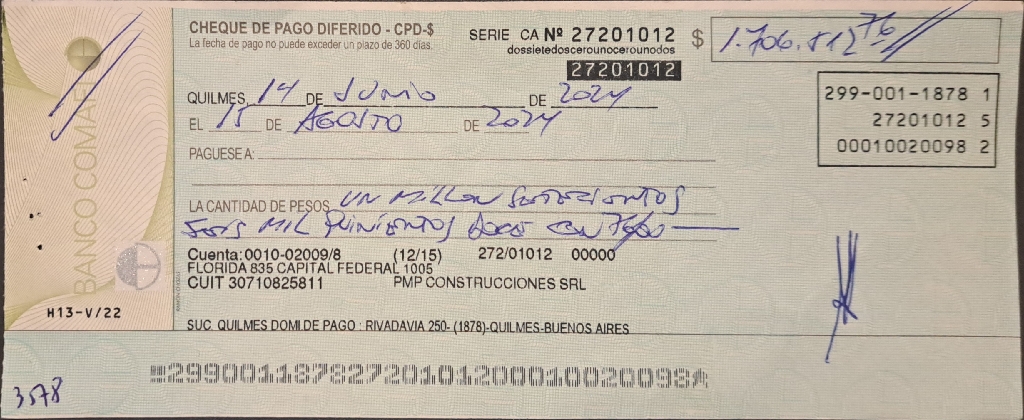 CHEQUE DE PAGO DIFERIDO - CPD-$
La fecha de pago no puede exceder un plazo de 360 días.
SERIE CA Nº 27201012
dossietedoscerounocerounodos
27201012
$ 1.706.512 76
299-001-1878 1
27201012 5
00010020098 2
QUILMES, 14 DE JUNIO DE 2024
EL 15 DE AGOSTO DE 2024
PAGUESE A:
LA CANTIDAD DE PESOS UN MILLON SETECIENTOS
SEIS MIL QUINIENTOS DOCE CON 76/00
Cuenta: 0010-02009/8 (12/15) 272/01012 00000
FLORIDA 835 CAPITAL FEDERAL 1005
CUIT 30710825811 PMP CONSTRUCCIONES SRL
SUC. QUILMES DOMI.DE PAGO : RIVADAVIA 250- (1878)-QUILMES-BUENOS AIRES
BANCO COMAFI
H13-V/22
29900118782720101200010020098
3578